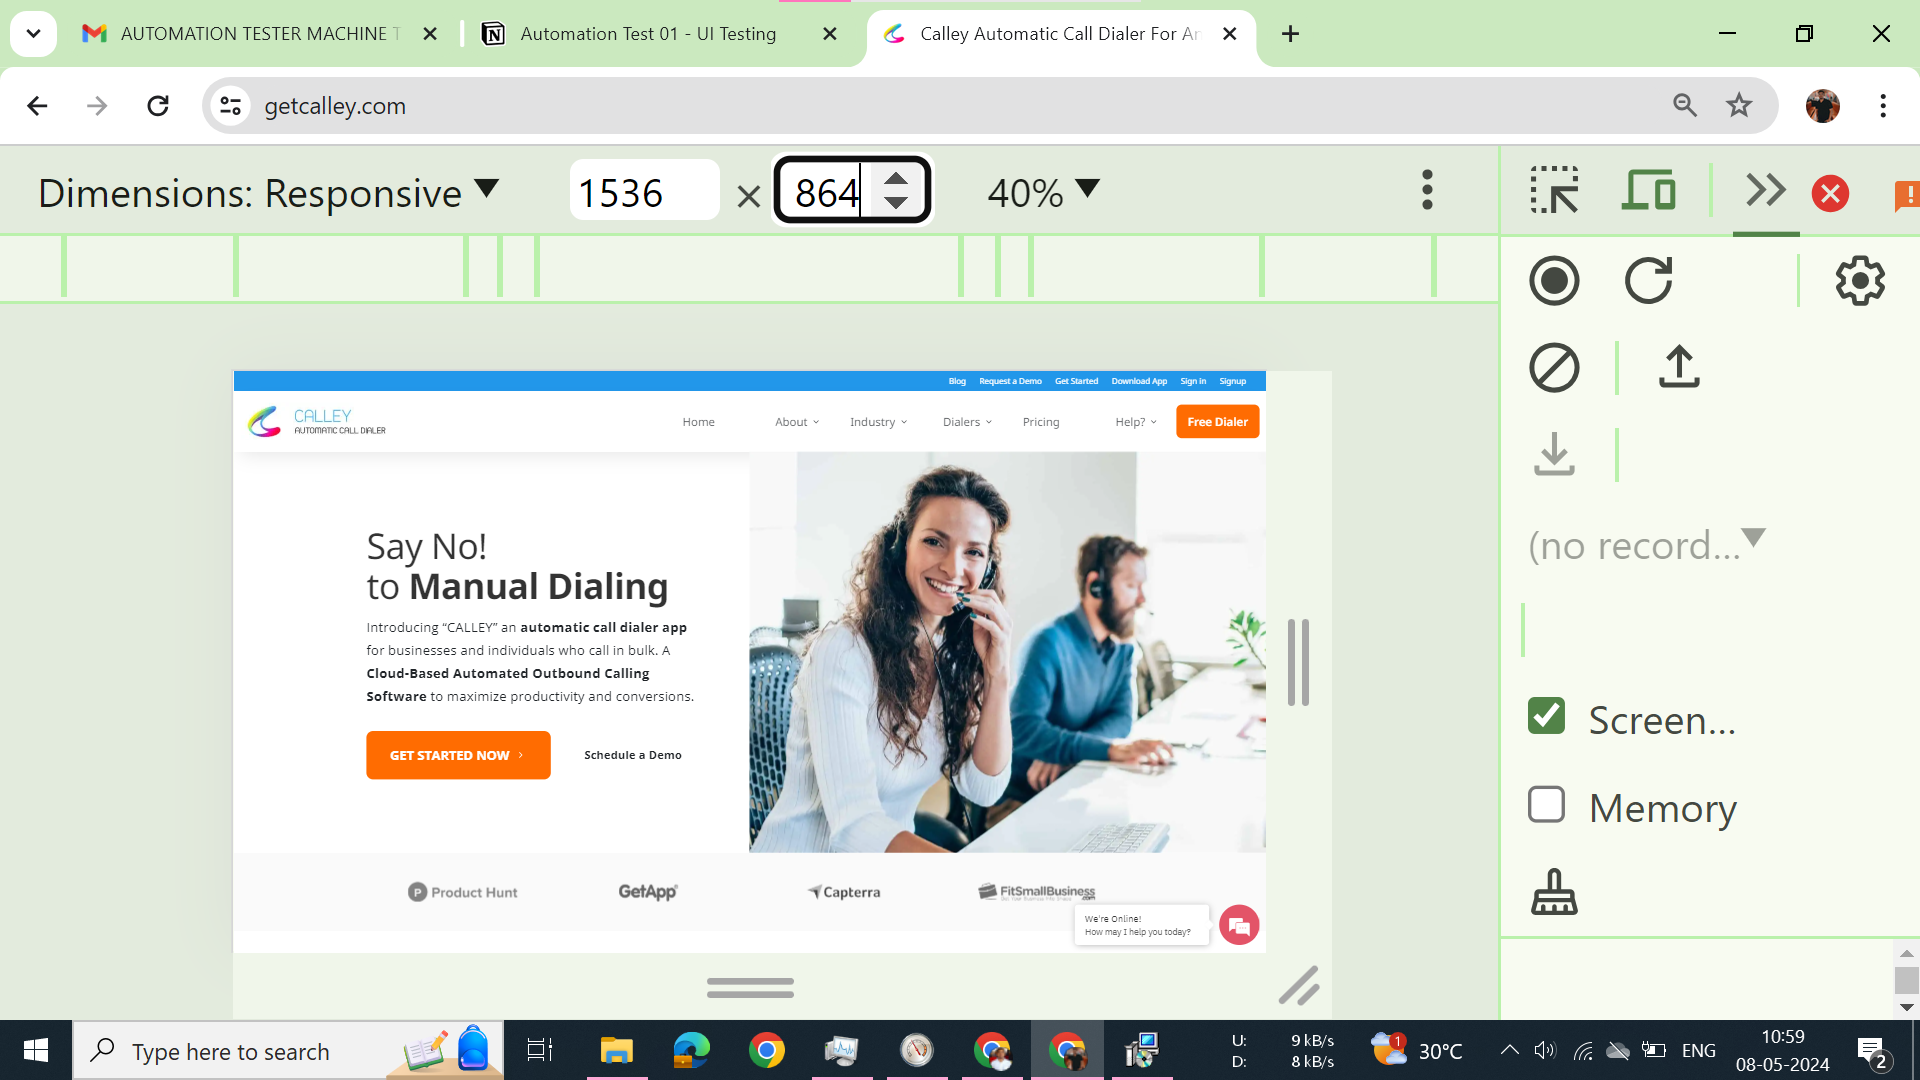 AUTOMATION TESTER MACHINE T
Automation Test 01 - UI Testing
Calley Automatic Call Dialer For An
getcalley.com
Dimensions: Responsive
1536 × 864
40%
Blog Request a Demo Get Started Download App Sign In Signup
CALLEY
AUTOMATIC CALL DIALER
Home About Industry Dialers Pricing Help? Free Dialer
Say No!
to Manual Dialing
Introducing “CALLEY” an automatic call dialer app
for businesses and individuals who call in bulk. A
Cloud-Based Automated Outbound Calling
Software to maximize productivity and conversions.
GET STARTED NOW
Schedule a Demo
Product Hunt
GetApp
Capterra
FitSmallBusiness
.com
We're Online!
How may I help you today?
(no record...
Screen...
Memory
Type here to search
U: 9 kB/s
D: 8 kB/s
1
30°C
ENG
10:59
08-05-2024
2